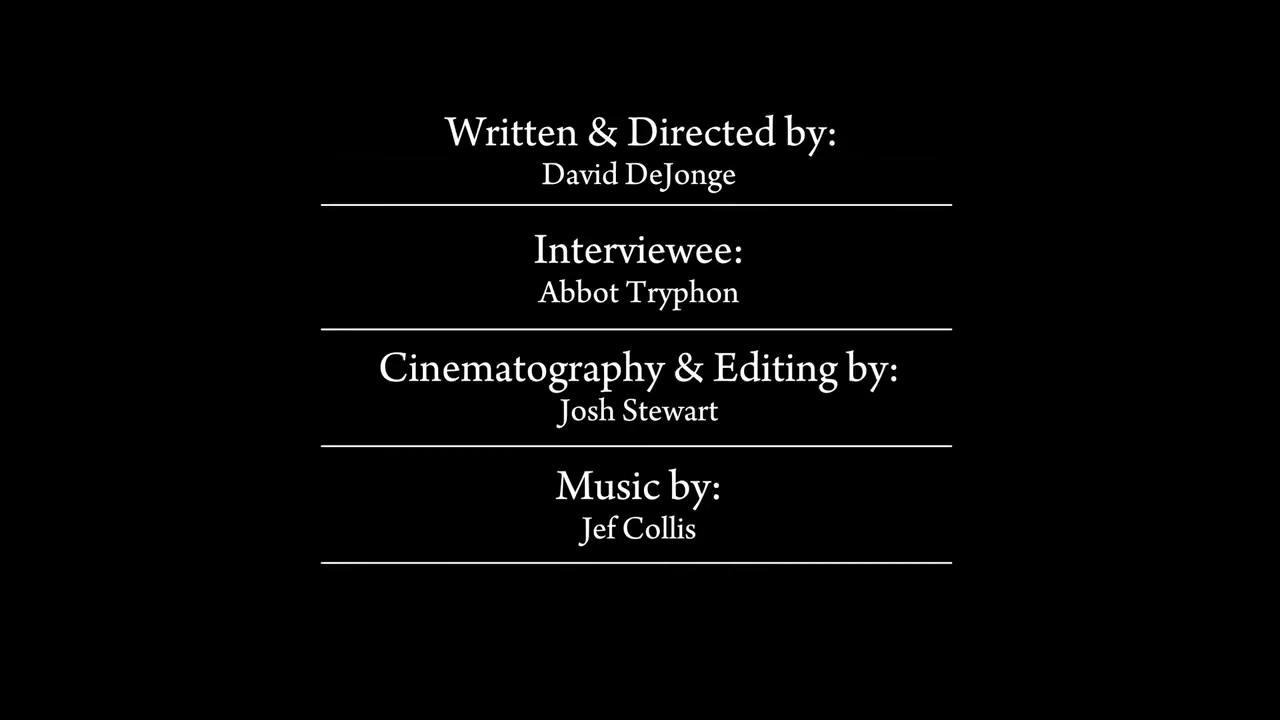 Written & Directed by:
David DeJonge
Interviewee:
Abbot Tryphon
Cinematography & Editing by:
Josh Stewart
Music by:
Jef Collis